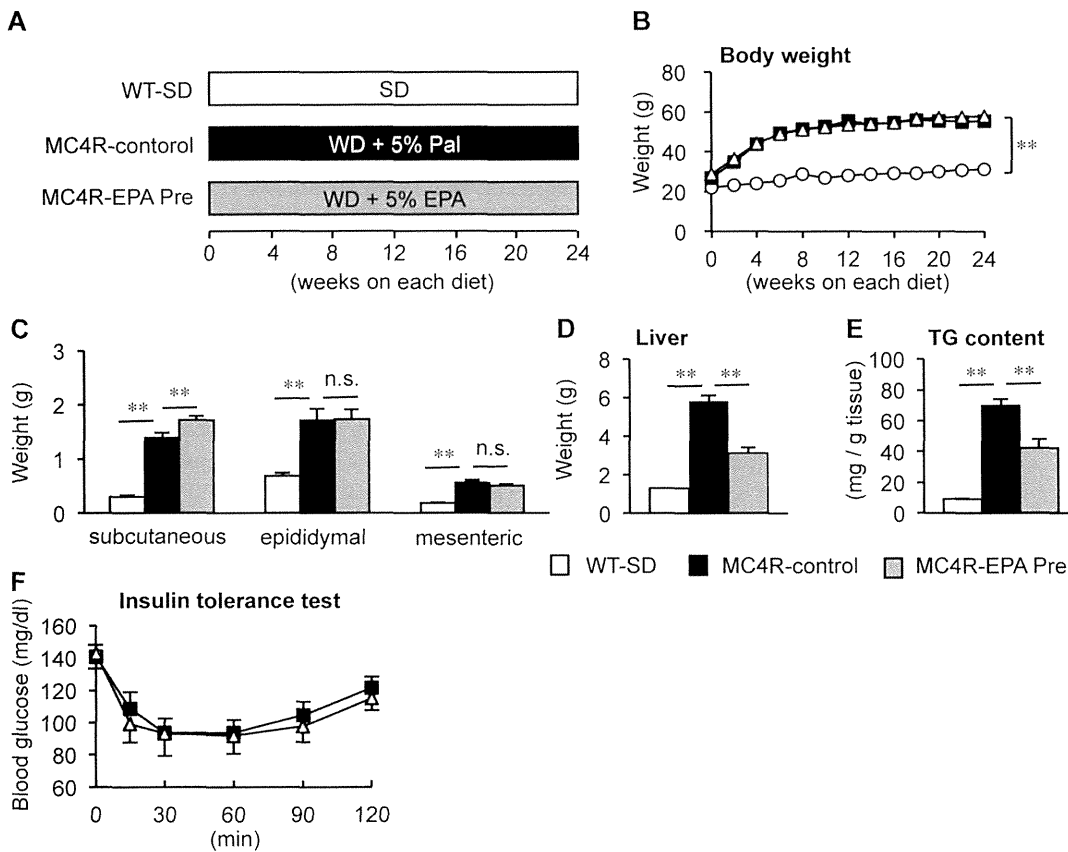 A
WT-SD
SD
MC4R-contorol
WD + 5% Pal
MC4R-EPA Pre
WD + 5% EPA
0 4 8 12 16 20 24
(weeks on each diet)
B
Body weight
Weight (g)
80
60
40
20
0
**
0 4 8 12 16 20 24
(weeks on each diet)
C
Weight (g)
3
2
1
0
** **
** n.s.
** n.s.
subcutaneous epididymal mesenteric
D
Liver
Weight (g)
8
6
4
2
0
** **
E
TG content
(mg / g tissue)
100
80
60
40
20
0
** **
WT-SD MC4R-control MC4R-EPA Pre
F
Insulin tolerance test
Blood glucose (mg/dl)
160
140
120
100
80
60
0 30 60 90 120
(min)